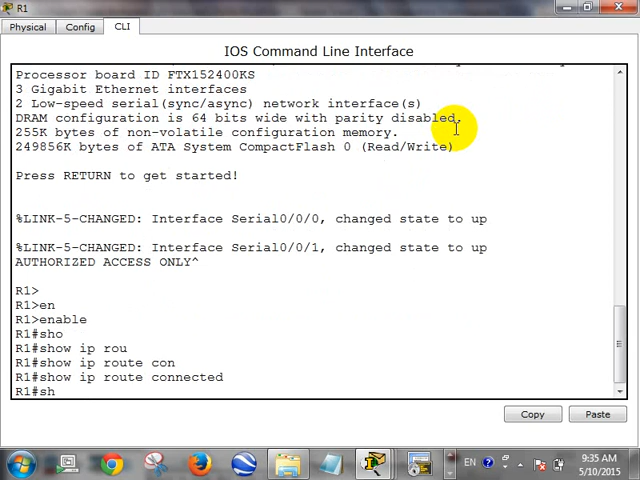 R1
Physical Config CLI
IOS Command Line Interface
Processor board ID FTX152400KS
3 Gigabit Ethernet interfaces
2 Low-speed serial(sync/async) network interface(s)
DRAM configuration is 64 bits wide with parity disabled.
255K bytes of non-volatile configuration memory.
249856K bytes of ATA System CompactFlash 0 (Read/Write)
Press RETURN to get started!
%LINK-5-CHANGED: Interface Serial0/0/0, changed state to up
%LINK-5-CHANGED: Interface Serial0/0/1, changed state to up
AUTHORIZED ACCESS ONLY^
R1>
R1>en
R1>enable
R1#sho
R1#show ip rou
R1#show ip route con
R1#show ip route connected
R1#sh
Copy Paste
EN
9:35 AM
5/10/2015